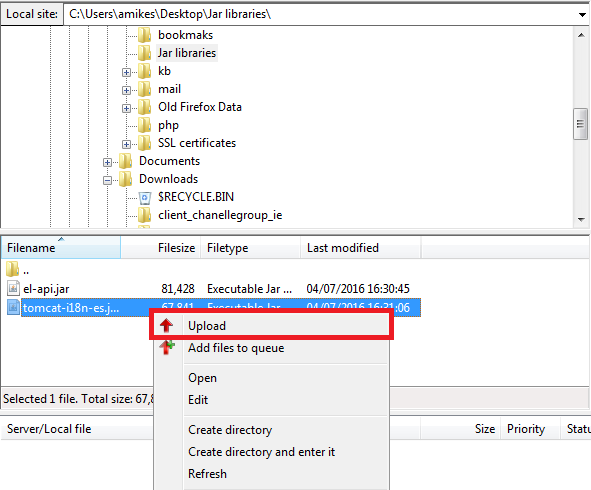 Local site: C:\Users\amikes\Desktop\Jar libraries\
bookmaks
Jar libraries
kb
mail
Old Firefox Data
php
SSL certificates
Documents
Downloads
$RECYCLE.BIN
client_chanellegroup_ie
Filename Filesize Filetype Last modified
..
el-api.jar 81,428 Executable Jar ... 04/07/2016 16:30:45
tomcat-i18n-es.j... 67,841 Executable Jar ... 04/07/2016 16:31:06
Upload
Add files to queue
Open
Edit
Selected 1 file. Total size: 67,8
Create directory
Server/Local file Size Priority Statu
Create directory and enter it
Refresh